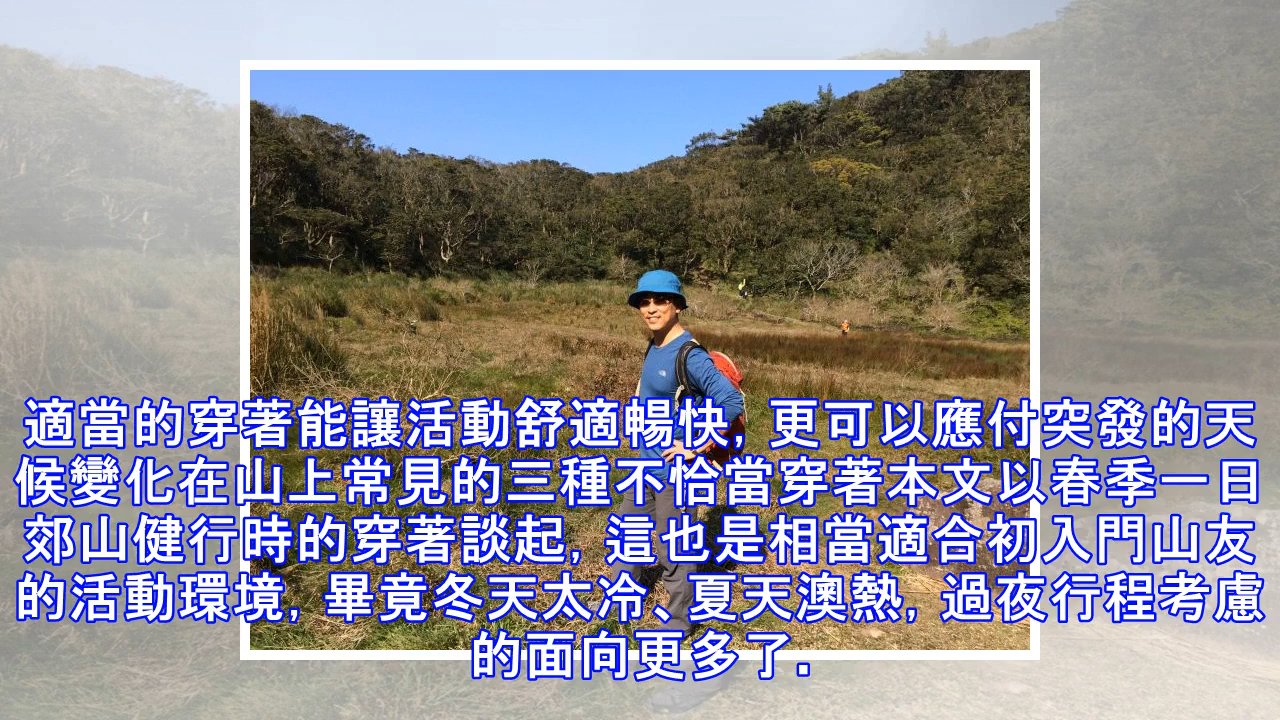 適當的穿著能讓活動舒適暢快, 更可以應付突發的天
候變化在山上常見的三種不恰當穿著本文以春季一日
郊山健行時的穿著談起, 這也是相當適合初入門山友
的活動環境, 畢竟冬天太冷、夏天澳熱, 過夜行程考慮
的面向更多了.